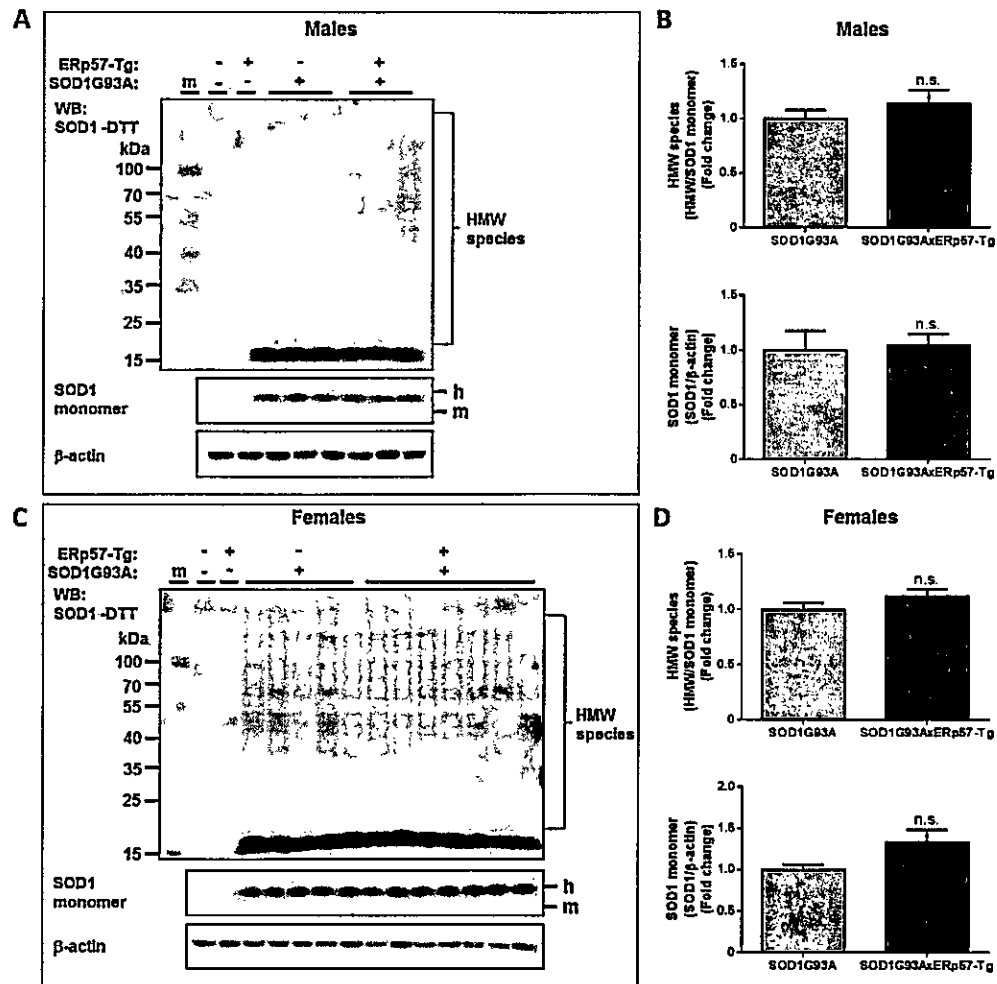 A
Males
ERp57-Tg: - + - +
SOD1G93A: - - + +
m
WB:
SOD1 -DTT
kDa
100
70
55
40
35
25
15
HMW
species
SOD1
monomer
h
m
β-actin
B
Males
HMW species
(HMW/SOD1 monomer)
(Fold change)
1.5
1.0
0.5
0
n.s.
SOD1G93A
SOD1G93AxERp57-Tg
SOD1 monomer
(SOD1/β-actin)
(Fold change)
1.5
1.0
0.5
0
n.s.
SOD1G93A
SOD1G93AxERp57-Tg
C
Females
ERp57-Tg: - + - +
SOD1G93A: - - + +
m
WB:
SOD1 -DTT
kDa
100
70
55
40
35
25
15
HMW
species
SOD1
monomer
h
m
β-actin
D
Females
HMW species
(HMW/SOD1 monomer)
(Fold change)
1.5
1.0
0.5
0
n.s.
SOD1G93A
SOD1G93AxERp57-Tg
SOD1 monomer
(SOD1/β-actin)
(Fold change)
2.0
1.5
1.0
0.5
0
n.s.
SOD1G93A
SOD1G93AxERp57-Tg